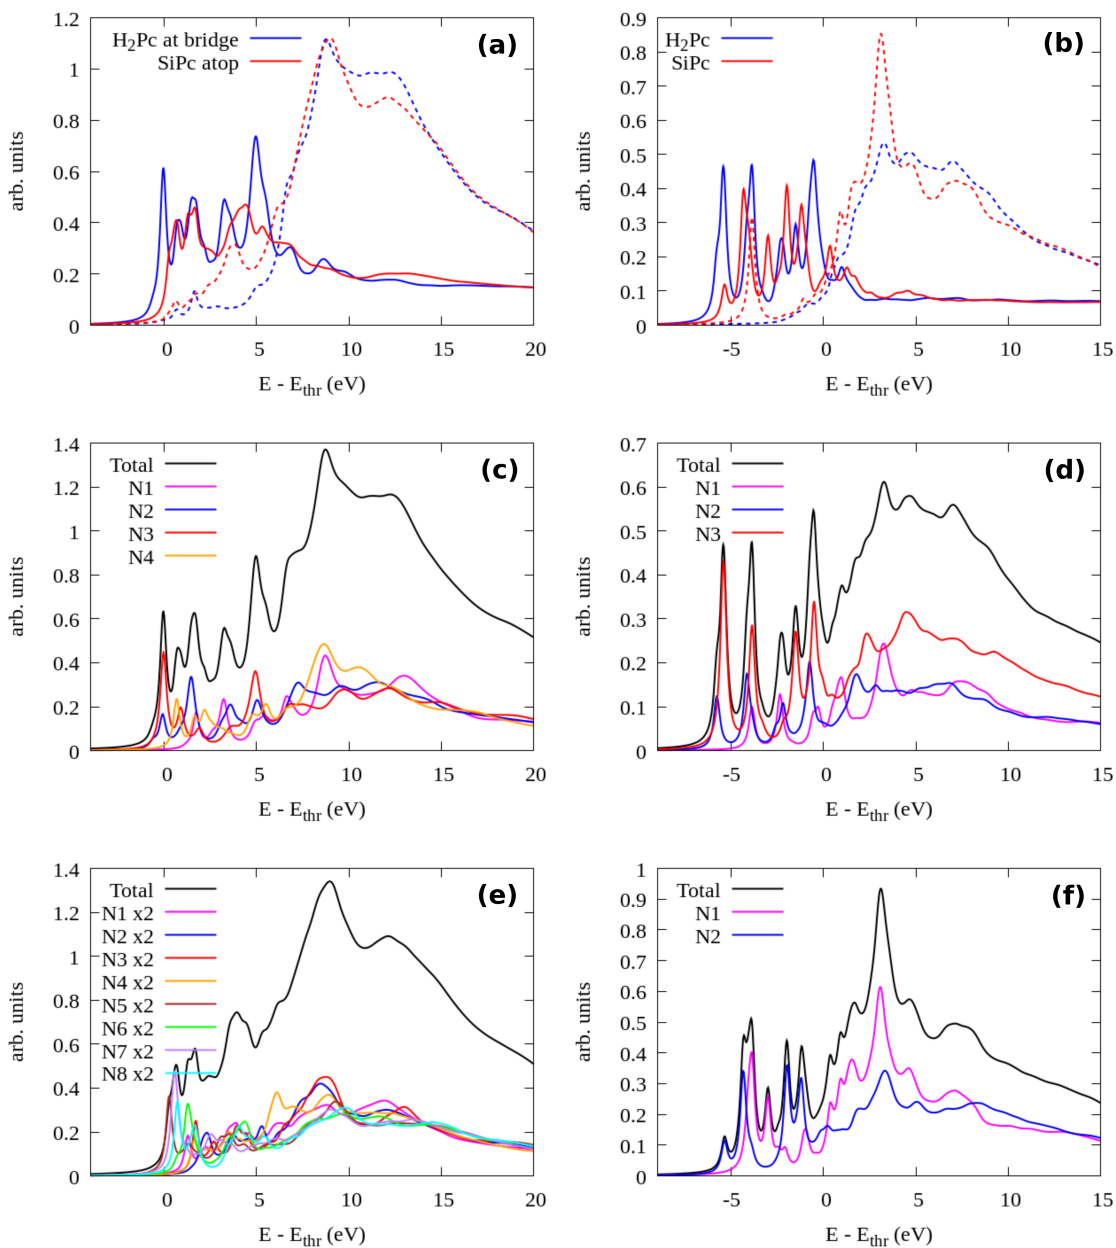 1.2
1
0.8
0.6
0.4
0.2
0
H2Pc at bridge
SiPc atop
(a)
arb. units
0 5 10 15 20
E - Ethr (eV)
0.9
0.8
0.7
0.6
0.5
0.4
0.3
0.2
0.1
0
H2Pc
SiPc
(b)
arb. units
-5 0 5 10 15
E - Ethr (eV)
1.4
1.2
1
0.8
0.6
0.4
0.2
0
Total
N1
N2
N3
N4
(c)
arb. units
0 5 10 15 20
E - Ethr (eV)
0.7
0.6
0.5
0.4
0.3
0.2
0.1
0
Total
N1
N2
N3
(d)
arb. units
-5 0 5 10 15
E - Ethr (eV)
1.4
1.2
1
0.8
0.6
0.4
0.2
0
Total
N1 x2
N2 x2
N3 x2
N4 x2
N5 x2
N6 x2
N7 x2
N8 x2
(e)
arb. units
0 5 10 15 20
E - Ethr (eV)
1
0.9
0.8
0.7
0.6
0.5
0.4
0.3
0.2
0.1
0
Total
N1
N2
(f)
arb. units
-5 0 5 10 15
E - Ethr (eV)